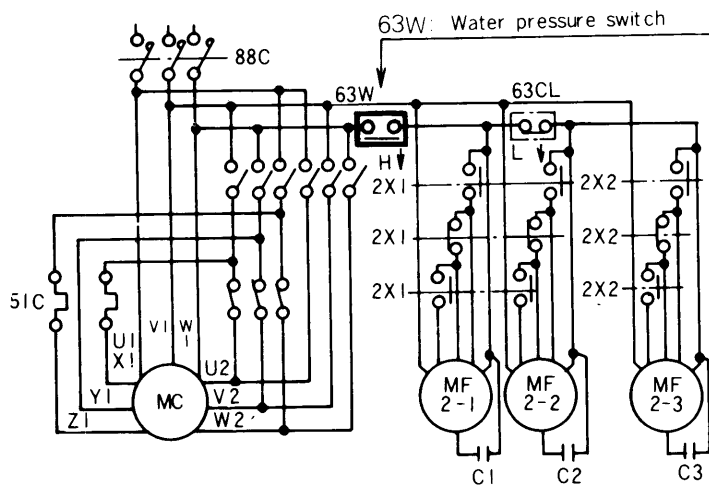 63W: Water pressure switch
88C
63W
63CL
H
L
2X1
2X2
2X1
2X2
2X1
2X2
51C
U1
X1
V1
W
1
U2
Y1
MC
V2
Z1
W2
MF
2-1
MF
2-2
MF
2-3
C1
C2
C3